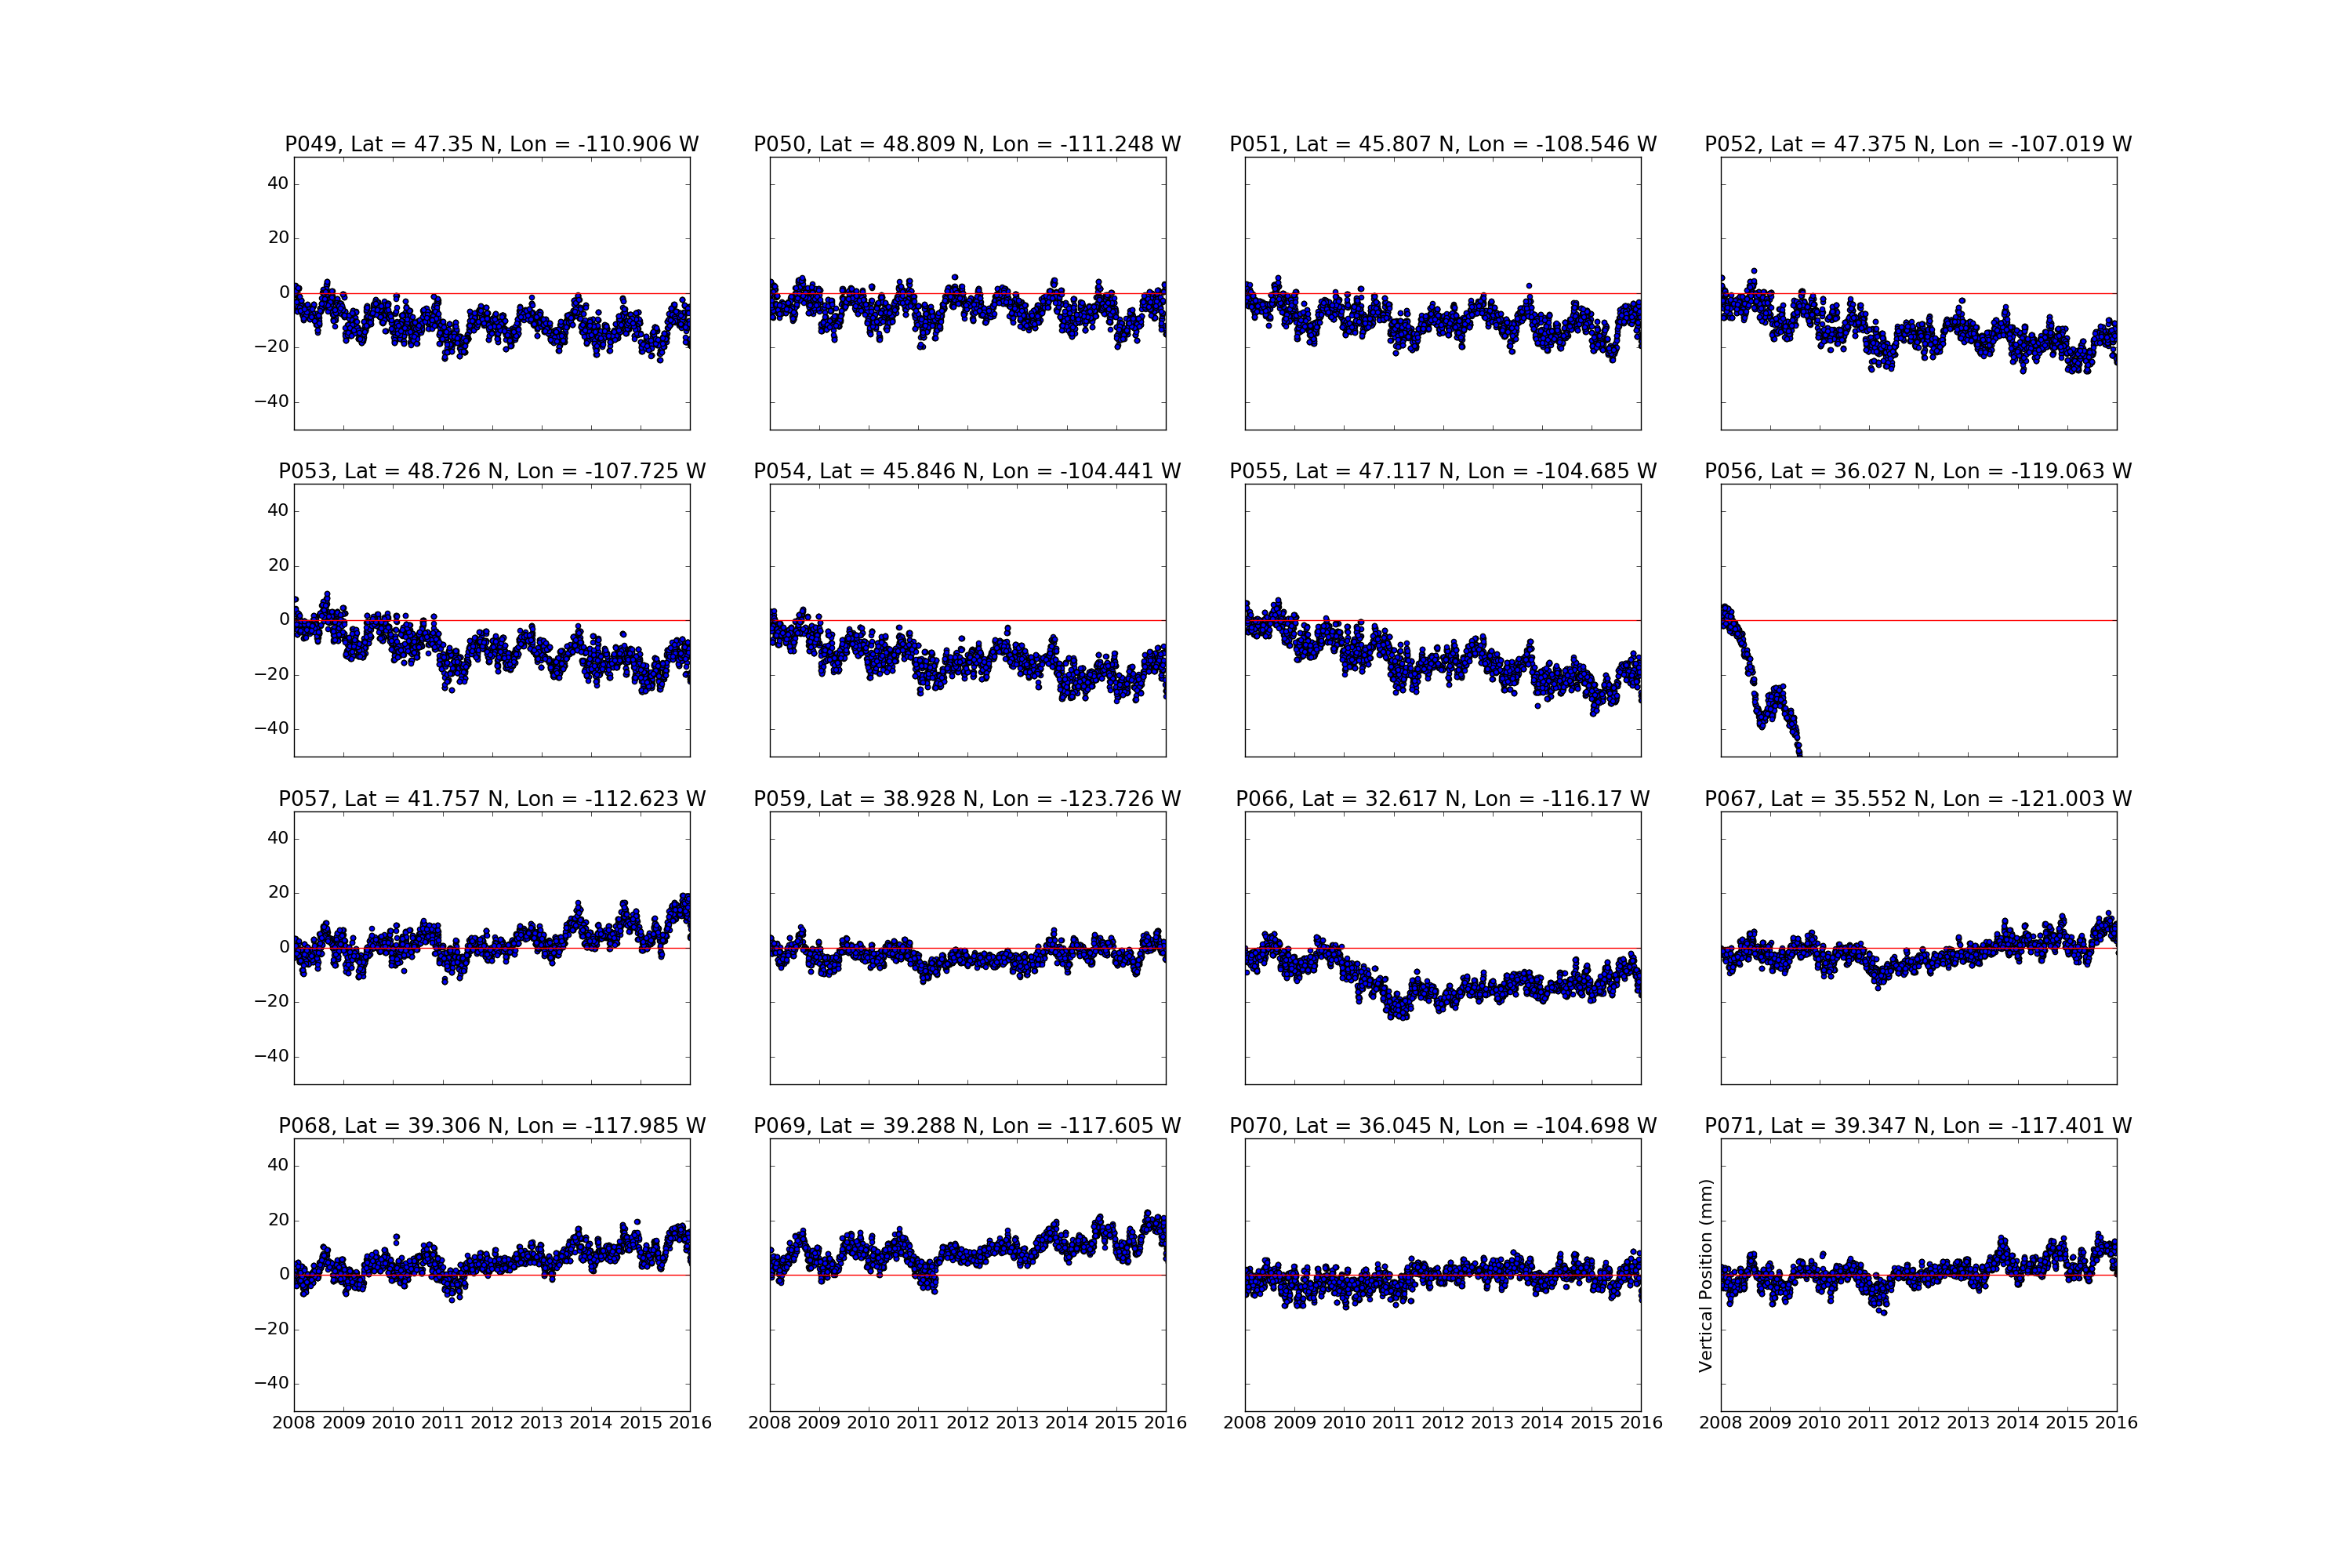 P049, Lat = 47.35 N, Lon = -110.906 W
P050, Lat = 48.809 N, Lon = -111.248 W
P051, Lat = 45.807 N, Lon = -108.546 W
P052, Lat = 47.375 N, Lon = -107.019 W
40
20
0
−20
−40
P053, Lat = 48.726 N, Lon = -107.725 W
P054, Lat = 45.846 N, Lon = -104.441 W
P055, Lat = 47.117 N, Lon = -104.685 W
P056, Lat = 36.027 N, Lon = -119.063 W
40
20
0
−20
−40
P057, Lat = 41.757 N, Lon = -112.623 W
P059, Lat = 38.928 N, Lon = -123.726 W
P066, Lat = 32.617 N, Lon = -116.17 W
P067, Lat = 35.552 N, Lon = -121.003 W
40
20
0
−20
−40
P068, Lat = 39.306 N, Lon = -117.985 W
P069, Lat = 39.288 N, Lon = -117.605 W
P070, Lat = 36.045 N, Lon = -104.698 W
P071, Lat = 39.347 N, Lon = -117.401 W
40
20
0
−20
−40
Vertical Position (mm)
2008 2009 2010 2011 2012 2013 2014 2015 2016
2008 2009 2010 2011 2012 2013 2014 2015 2016
2008 2009 2010 2011 2012 2013 2014 2015 2016
2008 2009 2010 2011 2012 2013 2014 2015 2016